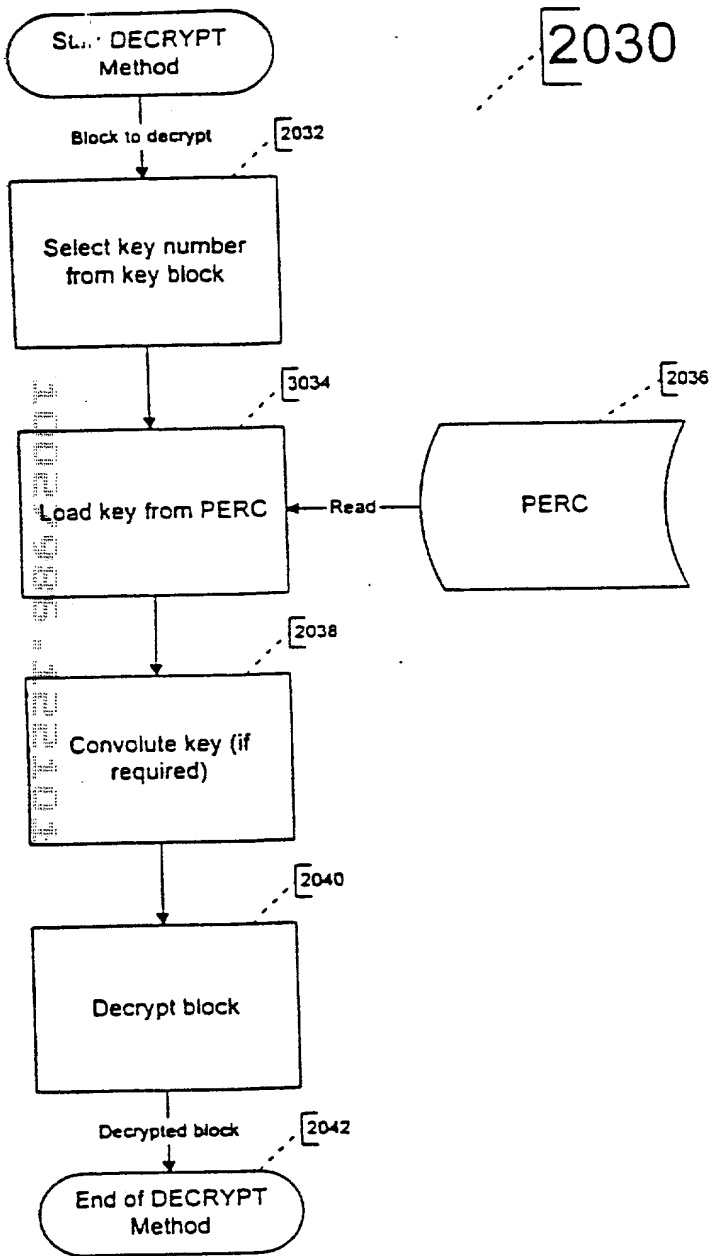 DECRYPT
Method
2030
Block to decrypt
2032
Select key number
from key block
3034
2036
Load key from PERC
Read
PERC
2038
Convolute key (if
required)
2040
Decrypt block
Decrypted block
2042
End of DECRYPT
Method